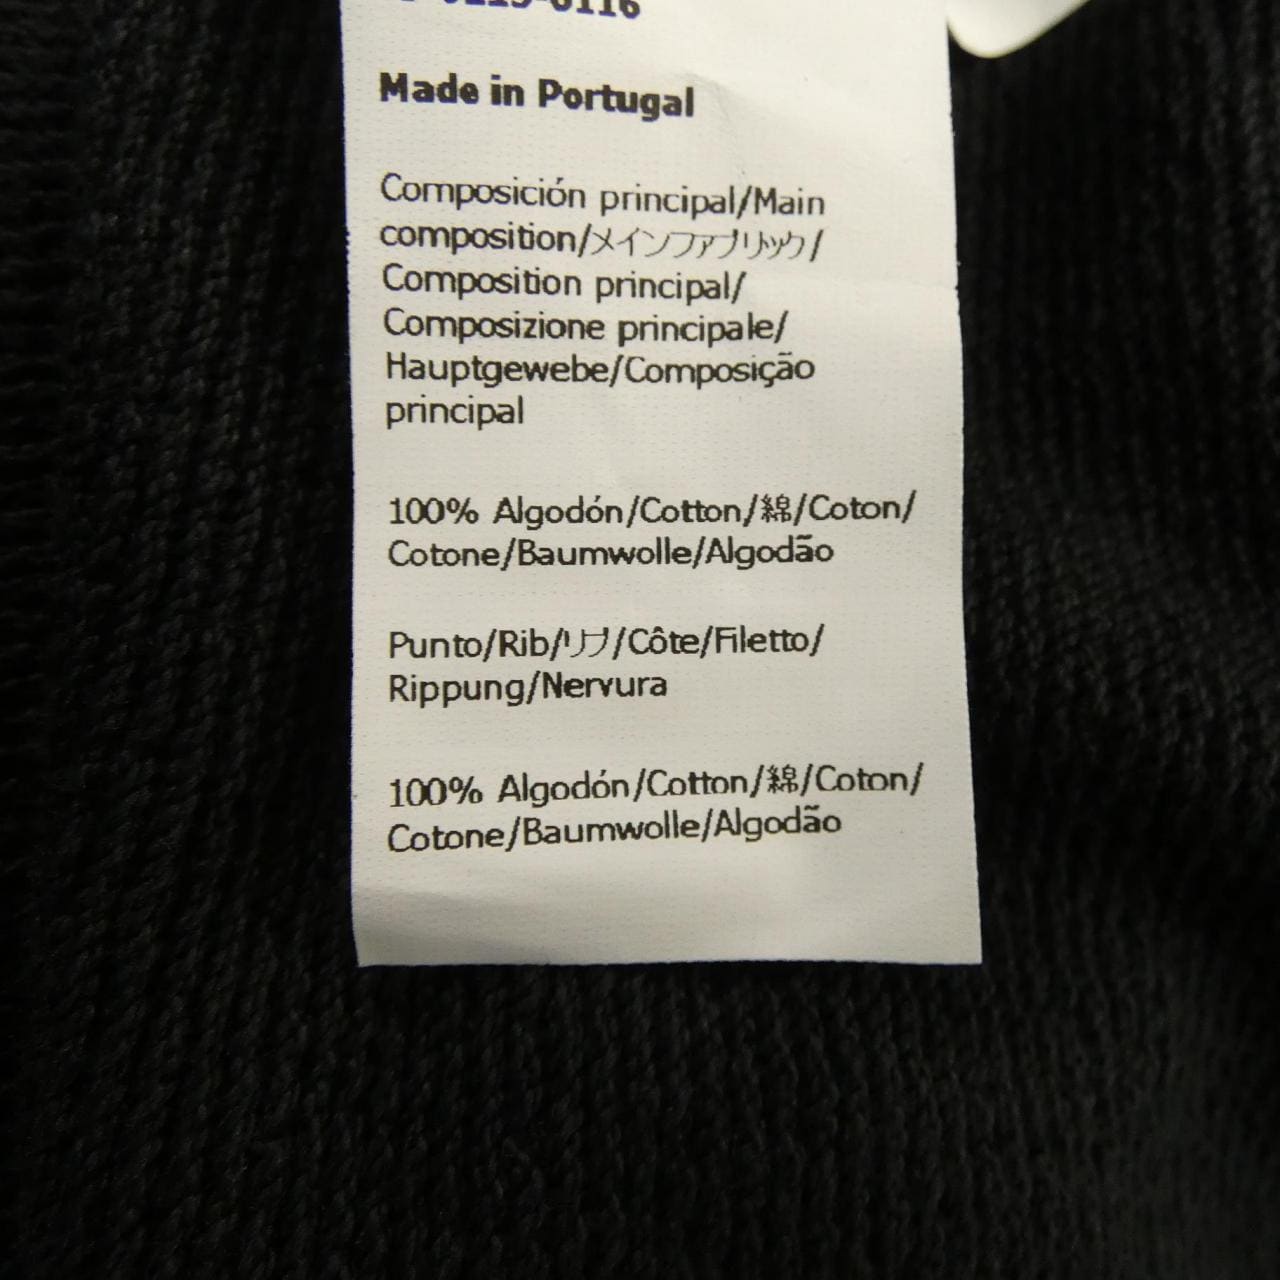 Made in Portugal
Composición principal/Main
composition/メインファブリック/
Composition principal/
Composizione principale/
Hauptgewebe/Composição
principal
100% Algodón/Cotton/綿/Coton/
Cotone/Baumwolle/Algodão
Punto/Rib/リブ/Côte/Filetto/
Rippung/Nervura
100% Algodón/Cotton/綿/Coton/
Cotone/Baumwolle/Algodão